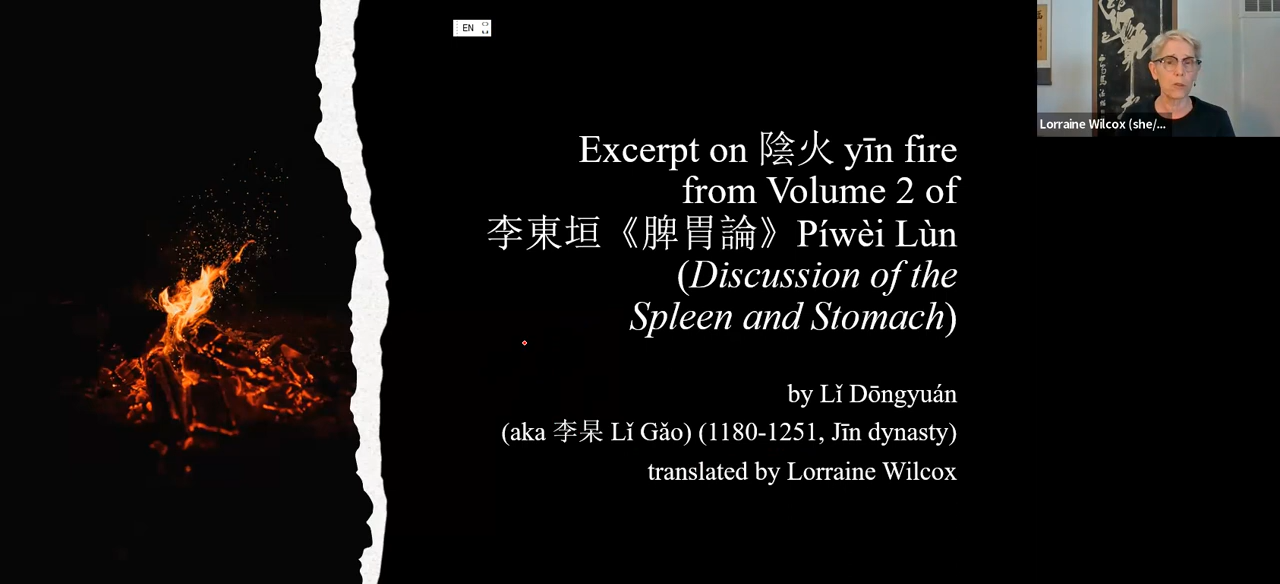 EN
Excerpt on 陰火 yīn fire
from Volume 2 of
李東垣《脾胃論》Píwèi Lùn
(Discussion of the
Spleen and Stomach)
by Lǐ Dōngyuán
(aka 李杲 Lǐ Gǎo) (1180-1251, Jīn dynasty)
translated by Lorraine Wilcox
Lorraine Wilcox (she/...